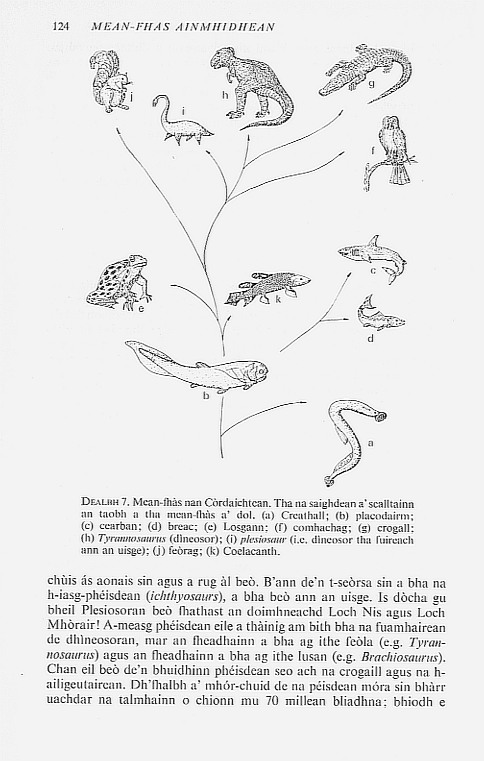 124 MEAN-FHAS AINMHIDHEAN
j
i
h
g
f
e
k
c
d
b
a
DEALBH 7. Mean-fhàs nan Còrdaichtean. Tha na saighdean a' sealltainn
an taobh a tha mean-fhàs a' dol. (a) Creathall; (b) placodairm;
(c) cearban; (d) breac; (e) Losgann; (f) comhachag; (g) crogall;
(h) Tyrannosaurus (dìneosor); (i) plesiosaur (i.e. dìneosor tha fuireach
ann an uisge); (j) feòrag; (k) Coelacanth.
chùis ás aonais sin agus a rug àl beò. B'ann de'n t-seòrsa sin a bha na
h-iasg-phéisdean (ichthyosaurs), a bha beò ann an uisge. Is dòcha gu
bheil Plesiosoran beò fhathast an doimhneachd Loch Nis agus Loch
Mhòrair! A-measg phéisdean eile a thàinig am bith bha na fuamhairean
de dhìneosoran, mar an fheadhainn a bha ag ithe feòla (e.g. Tyran-
nosaurus) agus an fheadhainn a bha ag ithe lusan (e.g. Brachiosaurus).
Chan eil beò de'n bhuidhinn phéisdean seo ach na crogaill agus na h-
ailigeutairean. Dh'fhalbh a' mhór-chuid de na péisdean móra sin bhàrr
uachdar na talmhainn o chionn mu 70 millean bliadhna; bhiodh e